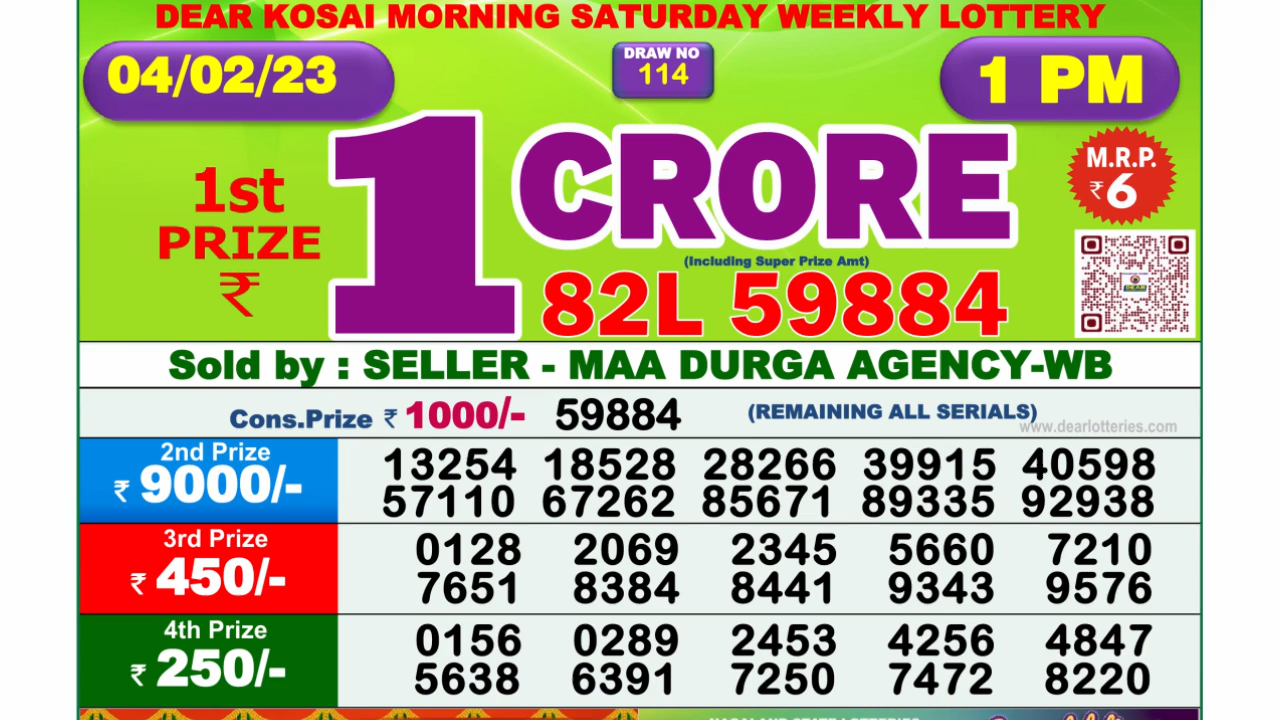 DEAR KOSAI MORNING SATURDAY WEEKLY LOTTERY
04/02/23
DRAW NO
114
1 PM
1st
PRIZE
₹
1 CRORE
(Including Super Prize Amt)
82L 59884
M.R.P.
₹ 6
DEAR
Sold by : SELLER - MAA DURGA AGENCY-WB
Cons.Prize ₹ 1000/- 59884 (REMAINING ALL SERIALS)
www.dearlotteries.com
2nd Prize
₹ 9000/-
13254 18528 28266 39915 40598
57110 67262 85671 89335 92938
3rd Prize
₹ 450/-
0128 2069 2345 5660 7210
7651 8384 8441 9343 9576
4th Prize
₹ 250/-
0156 0289 2453 4256 4847
5638 6391 7250 7472 8220
NAGALAND STATE LOTTERIES